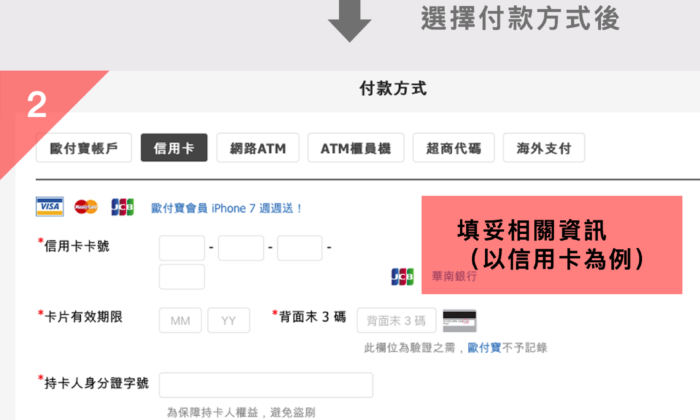 選擇付款方式後
2
付款方式
歐付寶帳戶 信用卡 網路ATM ATM櫃員機 超商代碼 海外支付
VISA MasterCard JCB 歐付寶會員 iPhone 7 週週送！
填妥相關資訊
（以信用卡為例）
*信用卡卡號 - - -
JCB 華南銀行
*卡片有效期限 MM YY *背面末 3 碼 背面末 3 碼
此欄位為驗證之需，歐付寶不予記錄
*持卡人身分證字號
為保障持卡人權益，避免盜刷